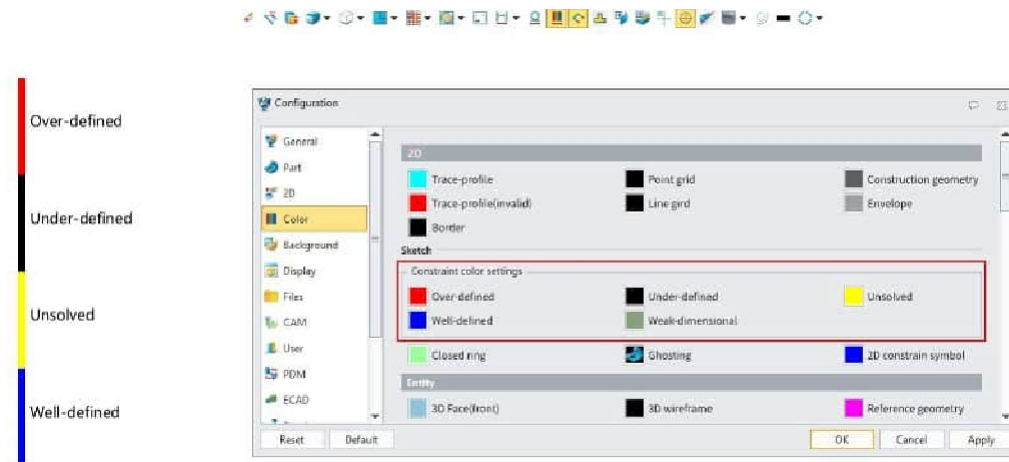 Over-defined
Under-defined
Unsolved
Well-defined
Configuration
General
Part
2D
Color
Background
Display
Files
CAM
User
PDM
ECAD
2D
Trace-profile Point grid Construction geometry
Trace-profile(invalid) Line gird Envelope
Border
Sketch
Constraint color settings
Over-defined Under-defined Unsolved
Well-defined Weak-dimensional
Closed ring Ghosting 2D constrain symbol
Entity
3D Face(front) 3D wireframe Reference geometry
Reset Default OK Cancel Apply